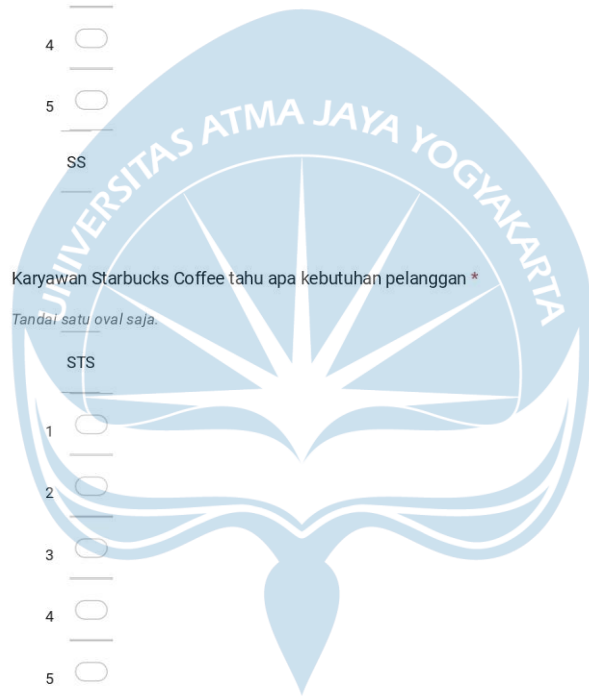 4
5
SS
UNIVERSITAS ATMA JAYA YOGYAKARTA
Karyawan Starbucks Coffee tahu apa kebutuhan pelanggan *
Tandai satu oval saja.
STS
1
2
3
4
5